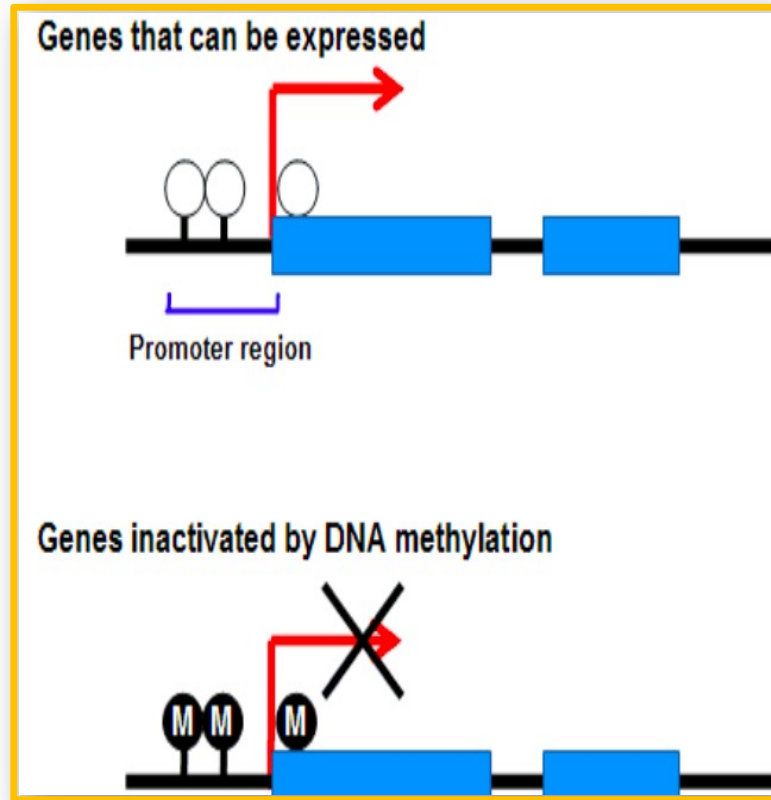 Genes that can be expressed
Promoter region
Genes inactivated by DNA methylation
M M M